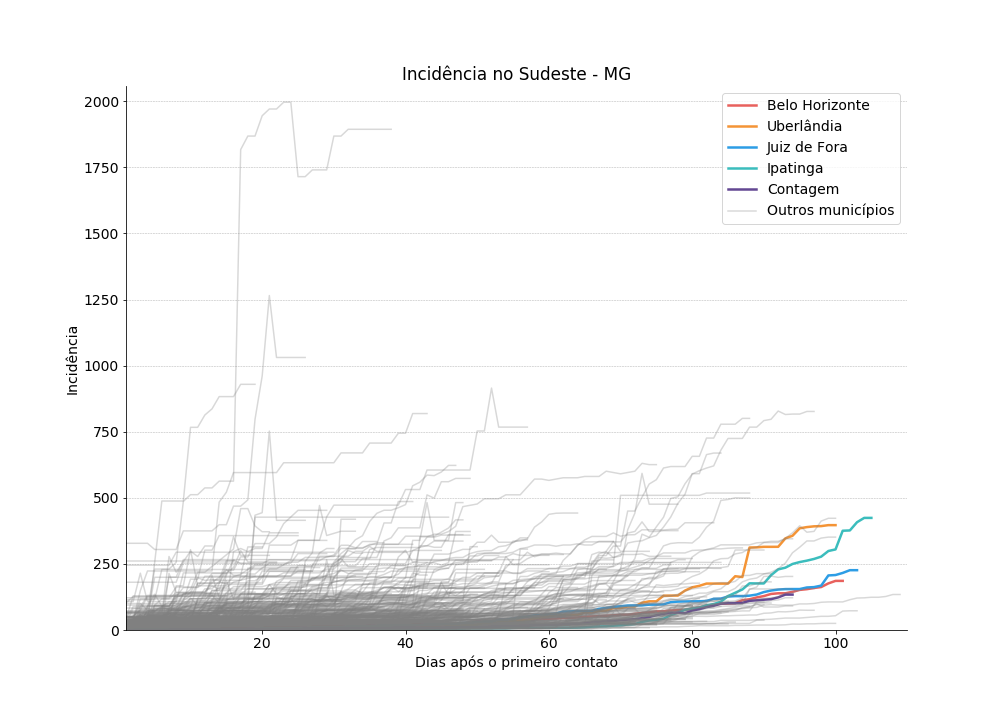 Incidência no Sudeste - MG
2000
1750
1500
1250
1000
750
500
250
0
Incidência
20
40
60
80
100
Dias após o primeiro contato
Belo Horizonte
Uberlândia
Juiz de Fora
Ipatinga
Contagem
Outros municípios